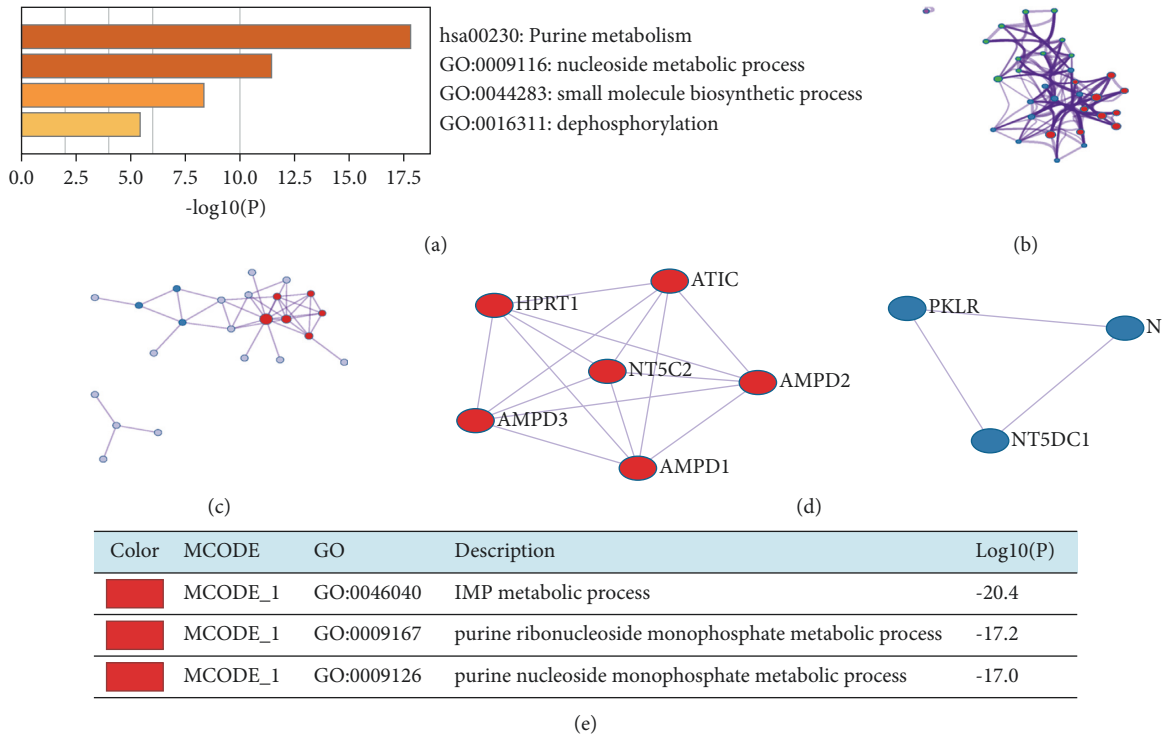 hsa00230: Purine metabolism
GO:0009116: nucleoside metabolic process
GO:0044283: small molecule biosynthetic process
GO:0016311: dephosphorylation
0.0 2.5 5.0 7.5 10.0 12.5 15.0 17.5
-log10(P)
(a)
(b)
(c)
ATIC
HPRT1
NT5C2
AMPD2
AMPD3
AMPD1
PKLR
N
NT5DC1
(d)
Color MCODE GO Description Log10(P)
MCODE_1 GO:0046040 IMP metabolic process -20.4
MCODE_1 GO:0009167 purine ribonucleoside monophosphate metabolic process -17.2
MCODE_1 GO:0009126 purine nucleoside monophosphate metabolic process -17.0
(e)